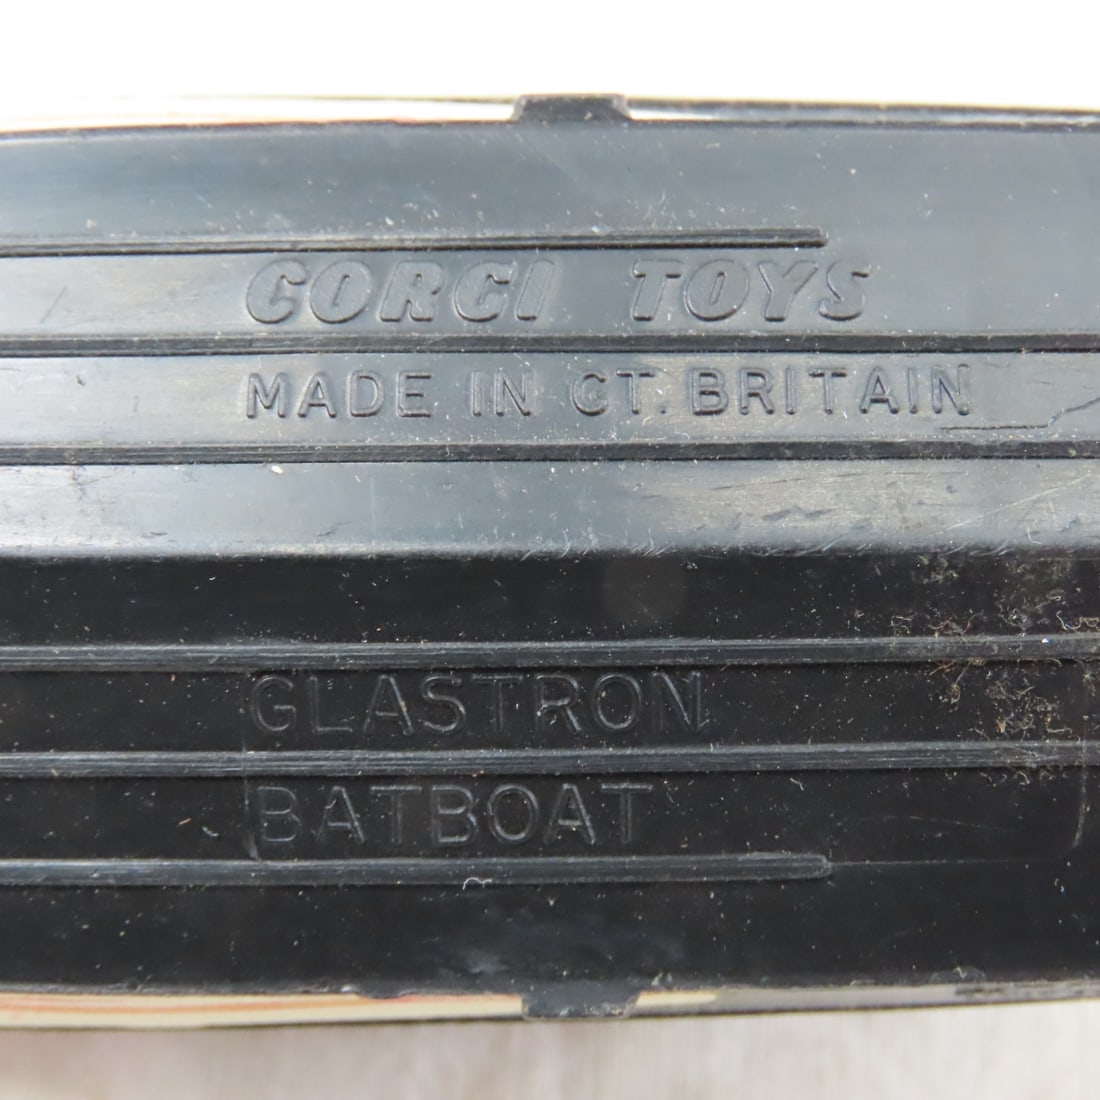 CORGI TOYS
MADE IN GT. BRITAIN
GLASTRON
BATBOAT